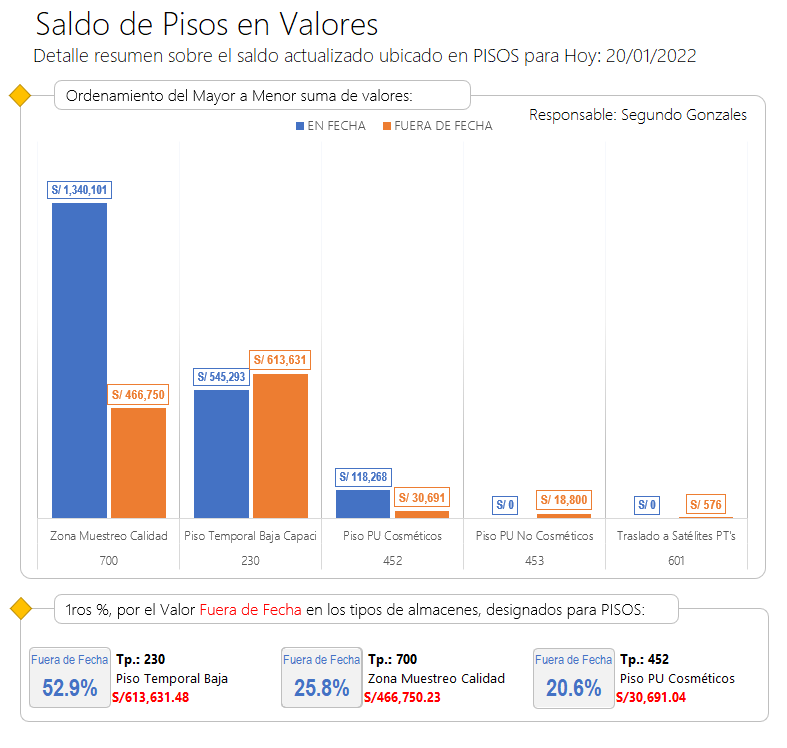 Saldo de Pisos en Valores
Detalle resumen sobre el saldo actualizado ubicado en PISOS para Hoy: 20/01/2022
Ordenamiento del Mayor a Menor suma de valores:
Responsable: Segundo Gonzales
EN FECHA FUERA DE FECHA
S/ 1,340,101
S/ 466,750
S/ 545,293
S/ 613,631
S/ 118,268
S/ 30,691
S/ 0
S/ 18,800
S/ 0
S/ 576
Zona Muestreo Calidad Piso Temporal Baja Capaci Piso PU Cosméticos Piso PU No Cosméticos Traslado a Satélites PT's
700 230 452 453 601
1ros %, por el Valor Fuera de Fecha en los tipos de almacenes, designados para PISOS:
Fuera de Fecha
52.9%
Tp.: 230
Piso Temporal Baja
S/613,631.48
Fuera de Fecha
25.8%
Tp.: 700
Zona Muestreo Calidad
S/466,750.23
Fuera de Fecha
20.6%
Tp.: 452
Piso PU Cosméticos
S/30,691.04